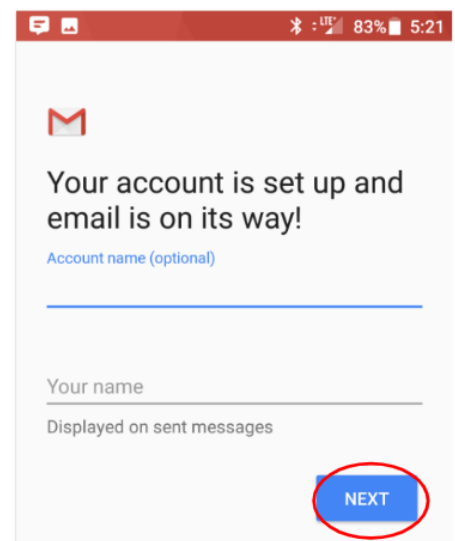 LTE 83% 5:21
Your account is set up and
email is on its way!
Account name (optional)
Your name
Displayed on sent messages
NEXT